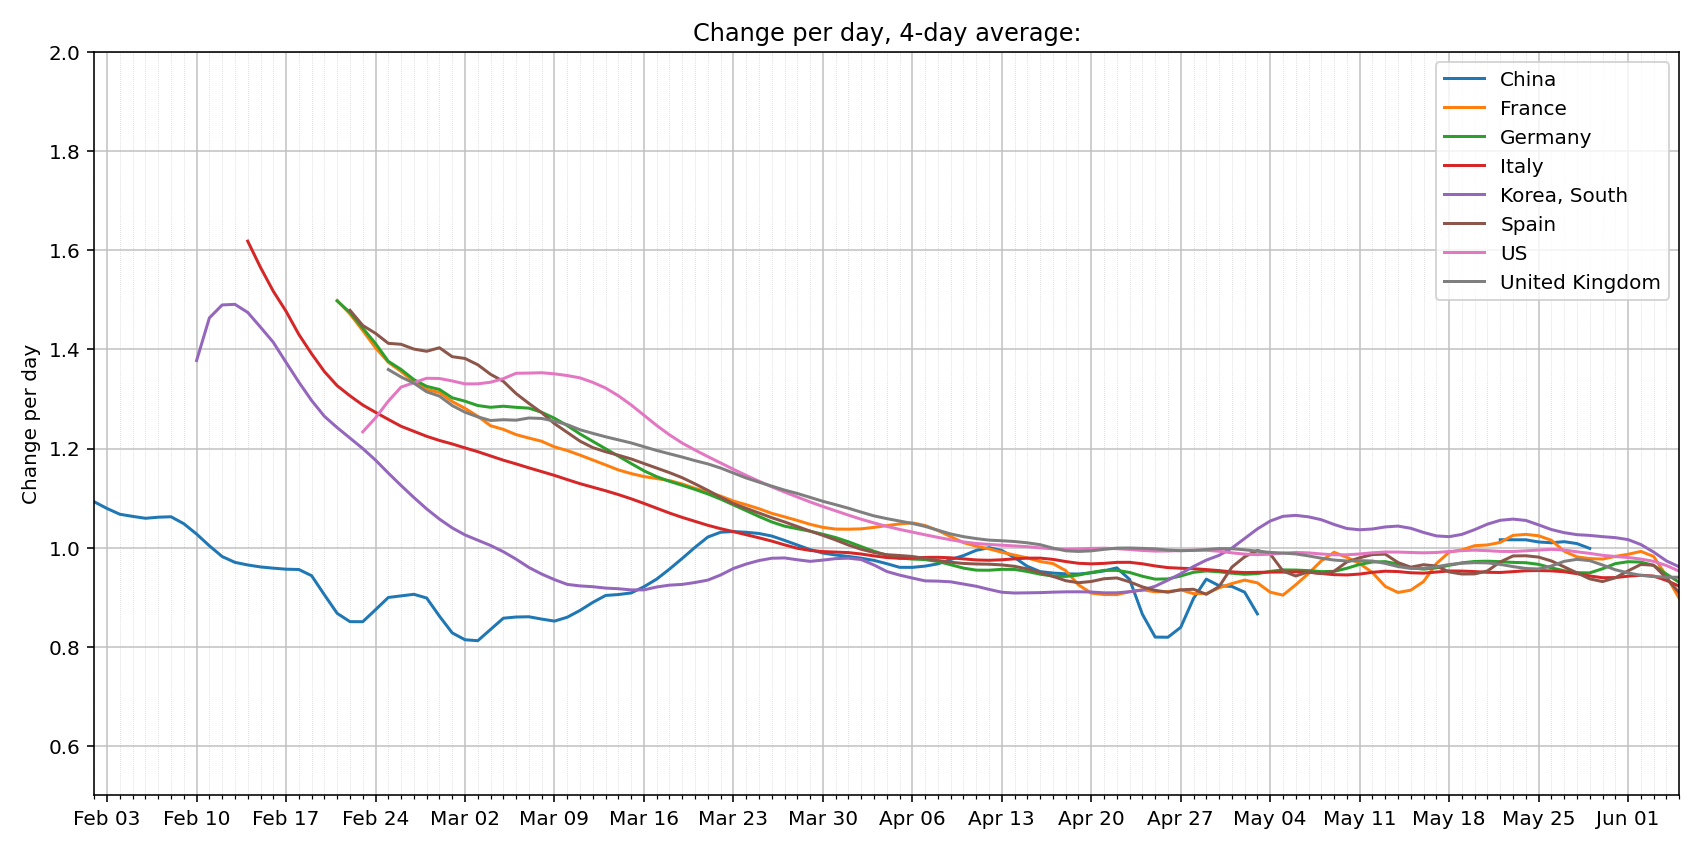 Change per day, 4-day average:
Change per day
2.0
1.8
1.6
1.4
1.2
1.0
0.8
0.6
China
France
Germany
Italy
Korea, South
Spain
US
United Kingdom
Feb 03 Feb 10 Feb 17 Feb 24 Mar 02 Mar 09 Mar 16 Mar 23 Mar 30 Apr 06 Apr 13 Apr 20 Apr 27 May 04 May 11 May 18 May 25 Jun 01